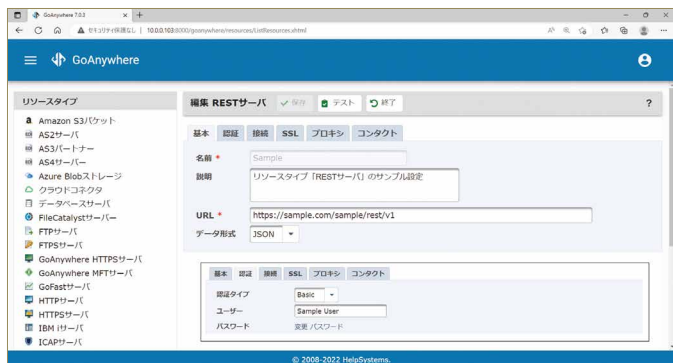 GoAnywhere 7.0.3
セキュリティ保護なし | 10.0.0.103:8000/goanywhere/resources/ListResources.xhtml
GoAnywhere
リソースタイプ
Amazon S3バケット
AS2サーバ
AS3パートナー
AS4サーバー
Azure Blobストレージ
クラウドコネクタ
データベースサーバ
FileCatalystサーバー
FTPサーバ
FTPSサーバ
GoAnywhere HTTPSサーバ
GoAnywhere MFTサーバ
GoFastサーバ
HTTPサーバ
HTTPSサーバ
IBM iサーバ
ICAPサーバ
編集 RESTサーバ 保存 テスト 終了 ?
基本 認証 接続 SSL プロキシ コンタクト
名前 * Sample
説明 リソースタイプ「RESTサーバ」のサンプル設定
URL * https://sample.com/sample/rest/v1
データ形式 JSON
基本 認証 接続 SSL プロキシ コンタクト
認証タイプ Basic
ユーザー Sample User
パスワード 変更 パスワード
© 2008-2022 HelpSystems.